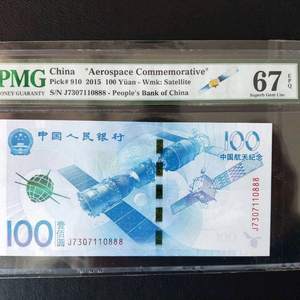 PMG
MONEY GUARANTY
China "Aerospace Commemorative"
Pick# 910 2015 100 Yüan - Wmk: Satellite
S/N J7307110888 - People's Bank of China
67 EPQ
Superb Gem Unc
中国人民银行
100
中国航天纪念
100 壹佰圆
J7307110888
J7307110888